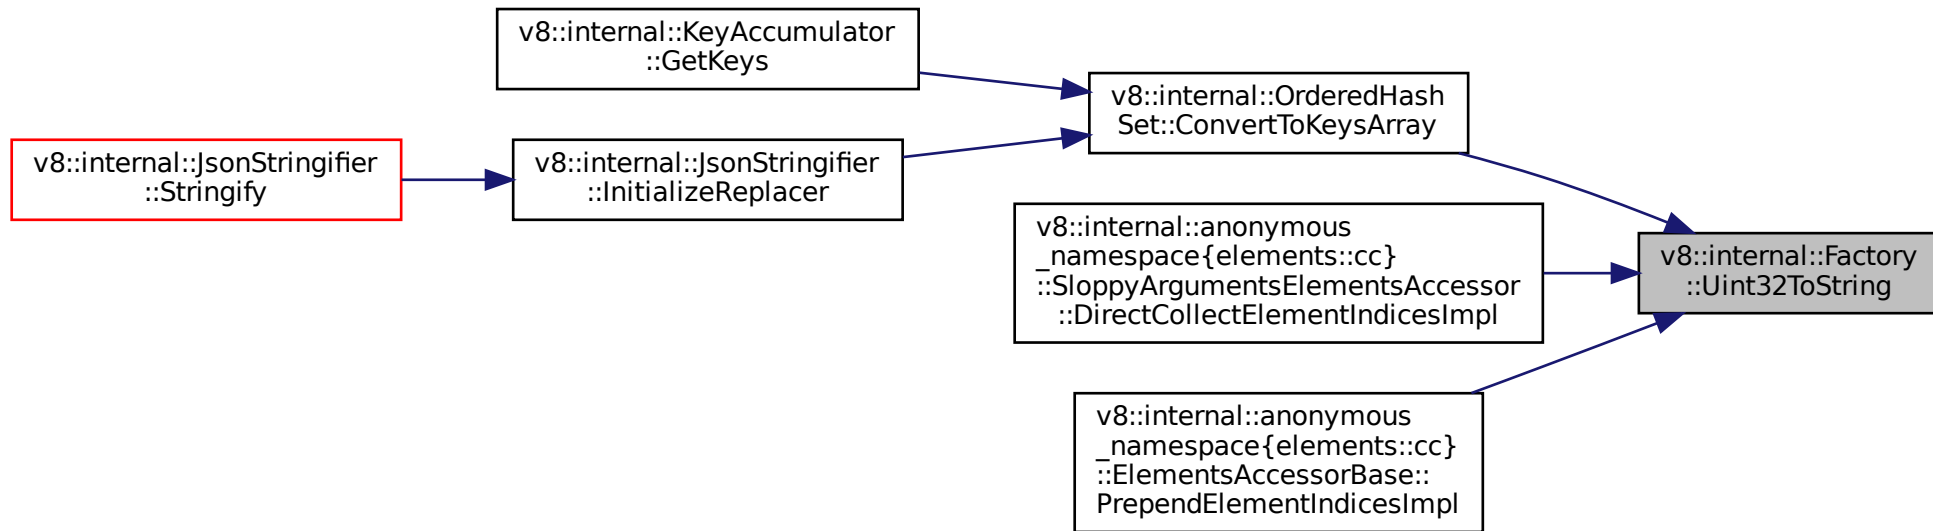 v8::internal::KeyAccumulator
::GetKeys
v8::internal::OrderedHash
Set::ConvertToKeysArray
v8::internal::JsonStringifier
::Stringify
v8::internal::JsonStringifier
::InitializeReplacer
v8::internal::anonymous
_namespace{elements::cc}
::SloppyArgumentsElementsAccessor
::DirectCollectElementIndicesImpl
v8::internal::Factory
::Uint32ToString
v8::internal::anonymous
_namespace{elements::cc}
::ElementsAccessorBase::
PrependElementIndicesImpl